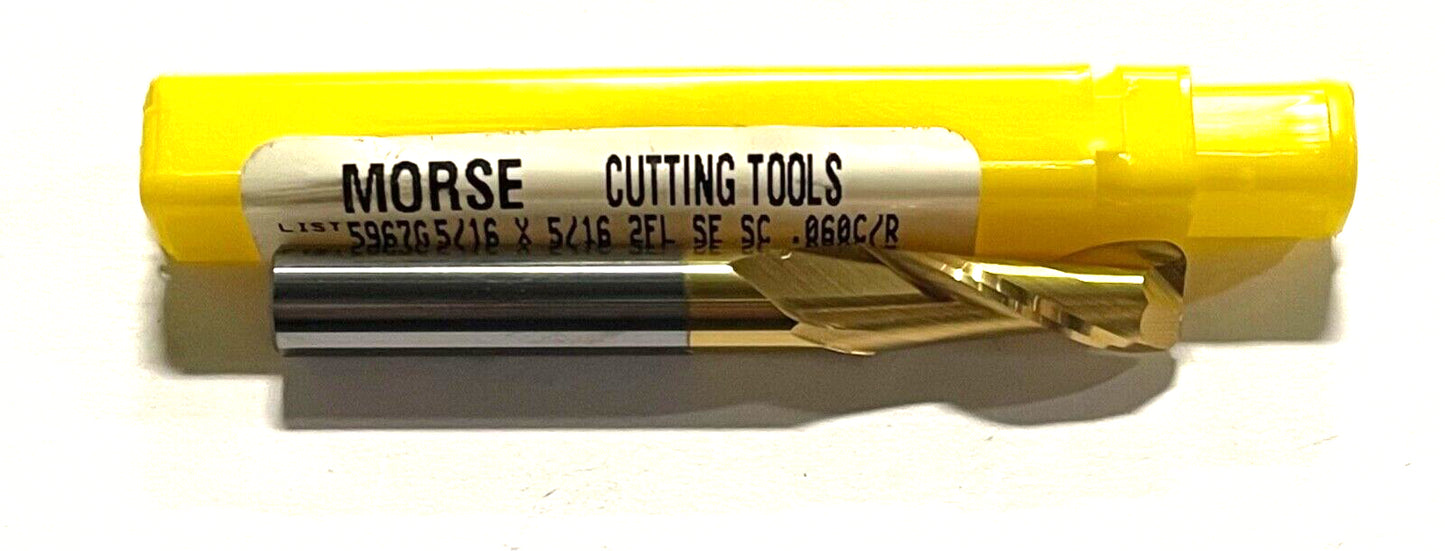 MORSE CUTTING TOOLS
LIST 5967G 5/16 X 5/16 2FL SE SC .060C/R